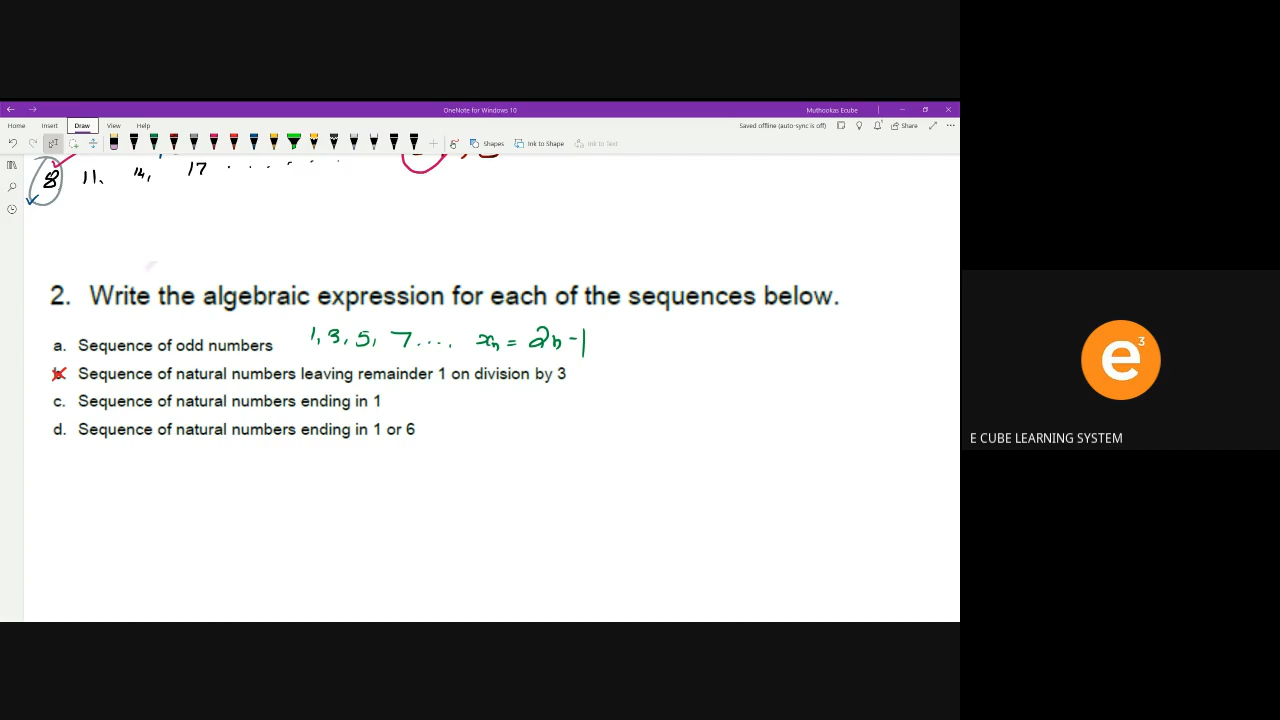 OneNote for Windows 10
Muthookas Ecube
Home Insert Draw View Help
Saved offline (auto-sync is off)
Share
Shapes Ink to Shape Ink to Text
8 11, 14, 17 . . . . . .
2. Write the algebraic expression for each of the sequences below.
a. Sequence of odd numbers 1, 3, 5, 7 .... xₙ = 2n - 1
Sequence of natural numbers leaving remainder 1 on division by 3
c. Sequence of natural numbers ending in 1
d. Sequence of natural numbers ending in 1 or 6
e3
E CUBE LEARNING SYSTEM